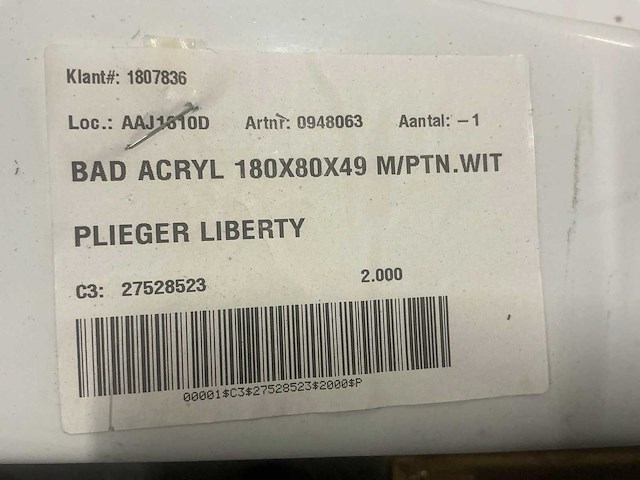 Klant#: 1807836
Loc.: AAJ1610D Artnr: 0948063 Aantal: -1
BAD ACRYL 180X80X49 M/PTN.WIT
PLIEGER LIBERTY
C3: 27528523 2.000
00001$C3$27528523$2000$P